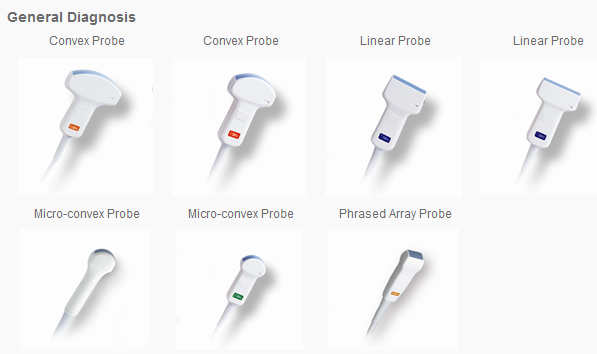 General Diagnosis
Convex Probe
Convex Probe
Linear Probe
Linear Probe
Micro-convex Probe
Micro-convex Probe
Phrased Array Probe